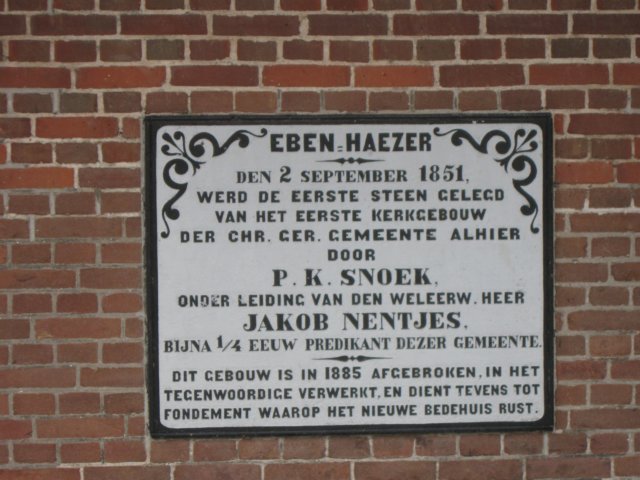 EBEN=HAEZER
DEN 2 SEPTEMBER 1851,
WERD DE EERSTE STEEN GELEGD
VAN HET EERSTE KERKGEBOUW
DER CHR. GER. GEMEENTE ALHIER
DOOR
P. K. SNOEK,
ONDER LEIDING VAN DEN WELEERW. HEER
JAKOB NENTJES,
BIJNA 1/4 EEUW PREDIKANT DEZER GEMEENTE.
DIT GEBOUW IS IN 1885 AFGEBROKEN, IN HET
TEGENWOORDIGE VERWERKT, EN DIENT TEVENS TOT
FONDEMENT WAAROP HET NIEUWE BEDEHUIS RUST.